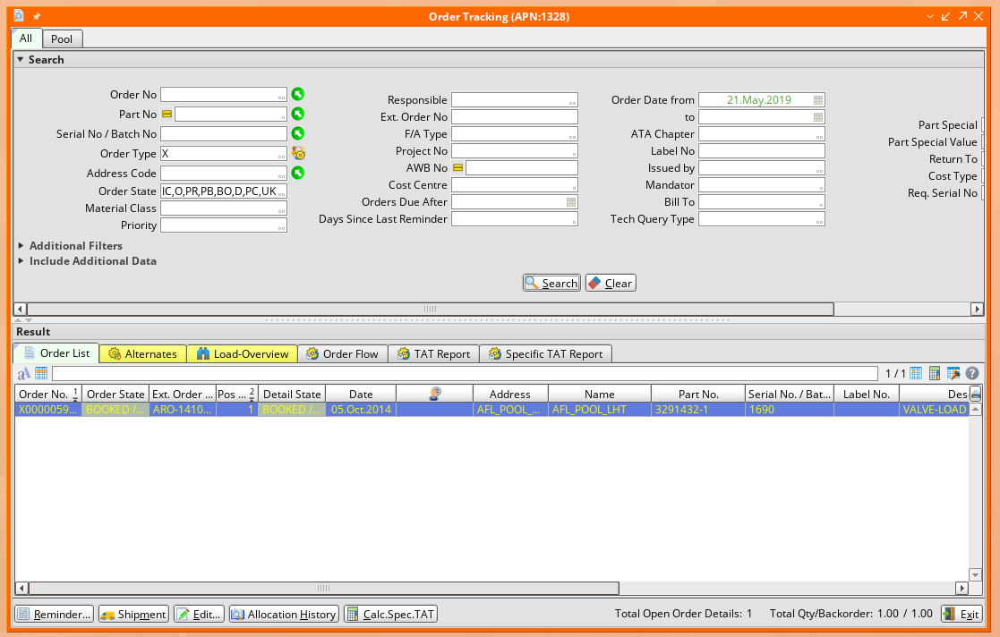 Order Tracking (APN:1328)
All Pool
Search
Order No
Part No
Serial No / Batch No
Order Type X
Address Code
Order State IC,O,PR,PB,BO,D,PC,UK
Material Class
Priority
Responsible
Ext. Order No
F/A Type
Project No
AWB No
Cost Centre
Orders Due After
Days Since Last Reminder
Order Date from 21.May.2019
to
ATA Chapter
Label No
Issued by
Mandator
Bill To
Tech Query Type
Part Special
Part Special Value
Return To
Cost Type
Req. Serial No
Additional Filters
Include Additional Data
Search Clear
Result
Order List Alternates Load-Overview Order Flow TAT Report Specific TAT Report
1 / 1
Order No. 1 Order State Ext. Order ... Pos ... 2 Detail State Date Address Name Part No. Serial No. / Bat... Label No. Des
X0000059... BOOKED /... ARO-1410... 1 BOOKED /... 05.Oct.2014 AFL_POOL_... AFL_POOL_LHT 3291432-1 1690 VALVE-LOAD
Reminder... Shipment Edit... Allocation History Calc.Spec.TAT Total Open Order Details: 1 Total Qty/Backorder: 1.00 / 1.00 Exit